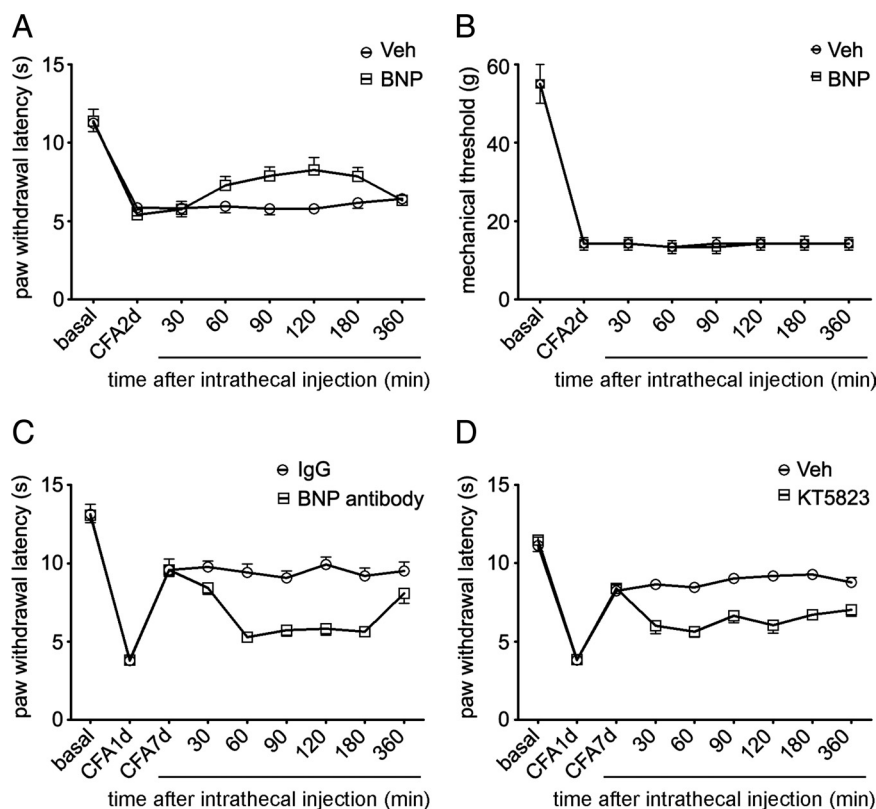 A
B
Veh
BNP
Veh
BNP
paw withdrawal latency (s)
15
10
5
0
mechanical threshold (g)
60
40
20
0
basal
CFA2d
30
60
90
120
180
360
time after intrathecal injection (min)
basal
CFA2d
30
60
90
120
180
360
time after intrathecal injection (min)
C
D
IgG
BNP antibody
Veh
KT5823
paw withdrawal latency (s)
15
10
5
0
paw withdrawal latency (s)
15
10
5
0
basal
CFA1d
CFA7d
30
60
90
120
180
360
time after intrathecal injection (min)
basal
CFA1d
CFA7d
30
60
90
120
180
360
time after intrathecal injection (min)